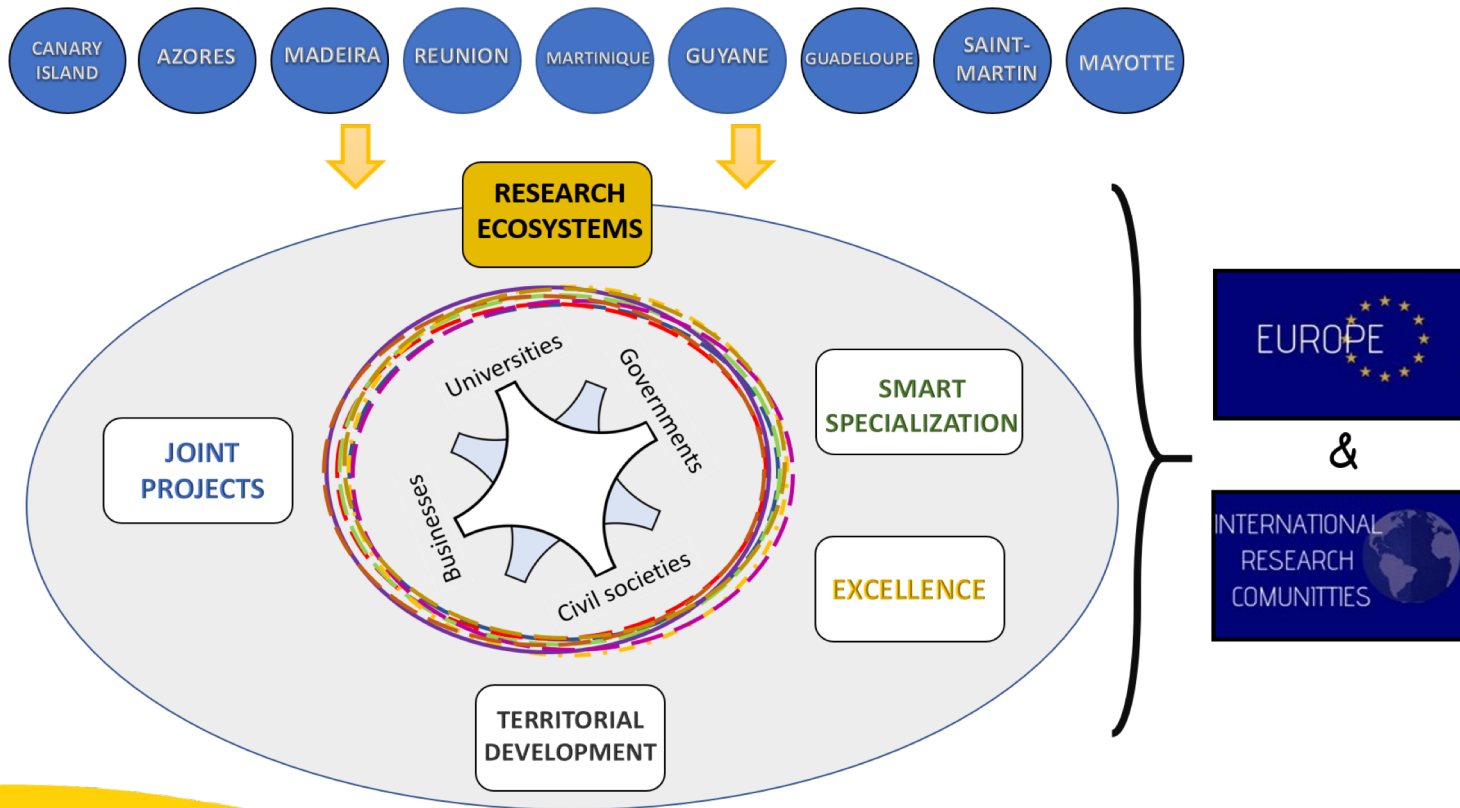 CANARY
ISLAND
AZORES
MADEIRA
REUNION
MARTINIQUE
GUYANE
GUADELOUPE
SAINT-
MARTIN
MAYOTTE
RESEARCH
ECOSYSTEMS
Universities
Governments
Businesses
Civil societies
JOINT
PROJECTS
SMART
SPECIALIZATION
EXCELLENCE
TERRITORIAL
DEVELOPMENT
EUROPE
&
INTERNATIONAL
RESEARCH
COMUNITTIES